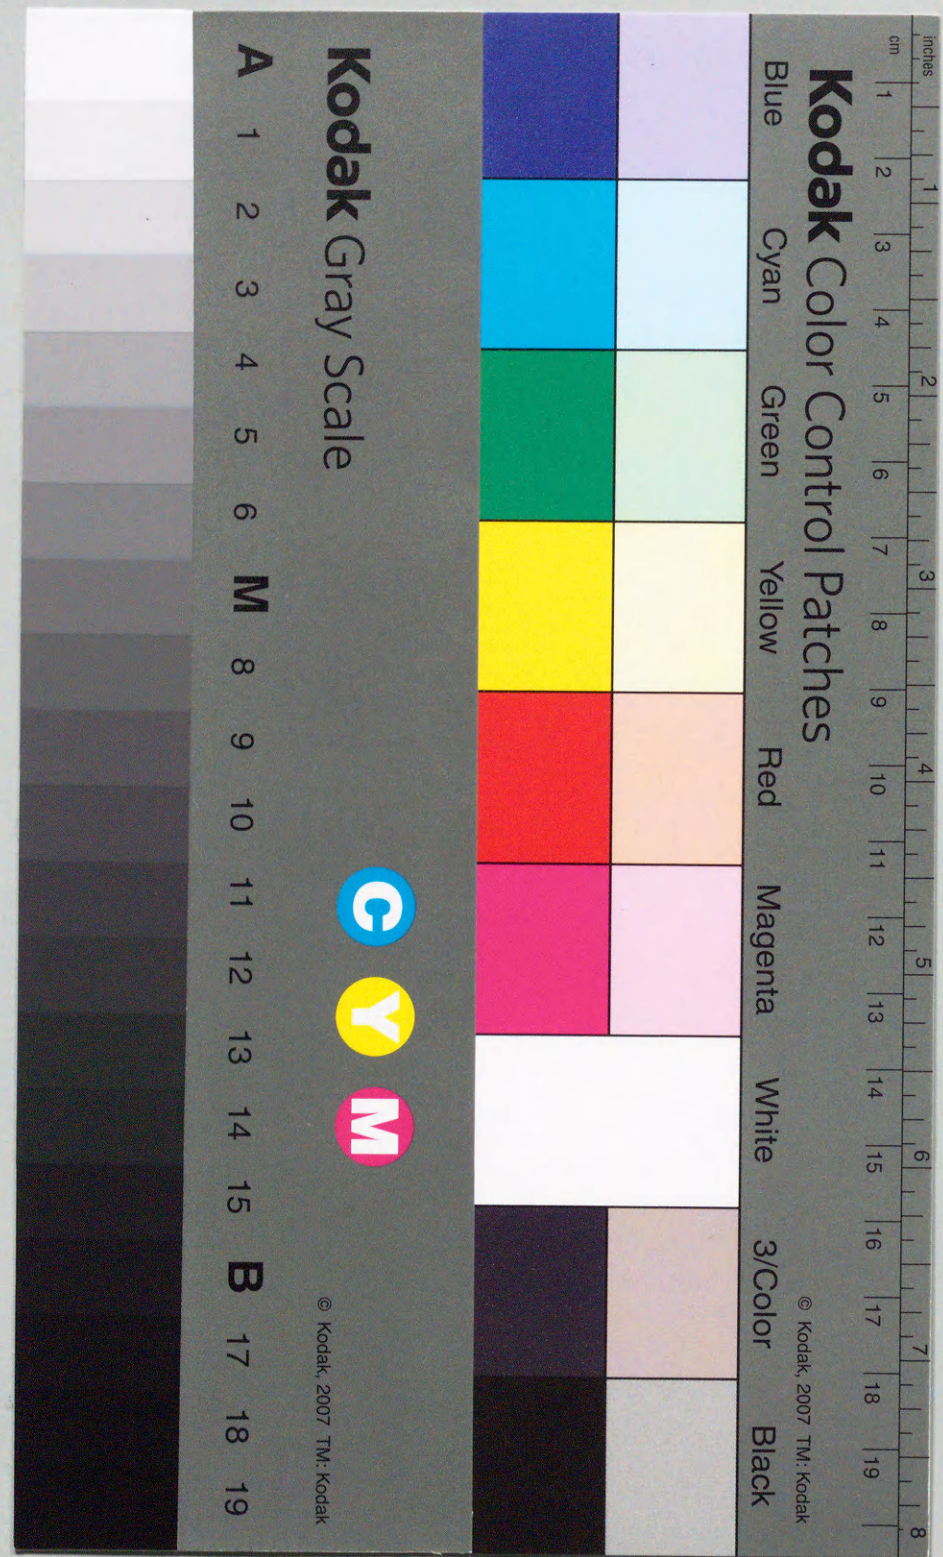 inches 1 2 3 4 5 6 7 8
cm 1 2 3 4 5 6 7 8 9 10 11 12 13 14 15 16 17 18 19
Kodak Color Control Patches
© Kodak, 2007 TM: Kodak
Blue Cyan Green Yellow Red Magenta White 3/Color Black
Kodak Gray Scale
C Y M
© Kodak, 2007 TM: Kodak
A 1 2 3 4 5 6 M 8 9 10 11 12 13 14 15 B 17 18 19